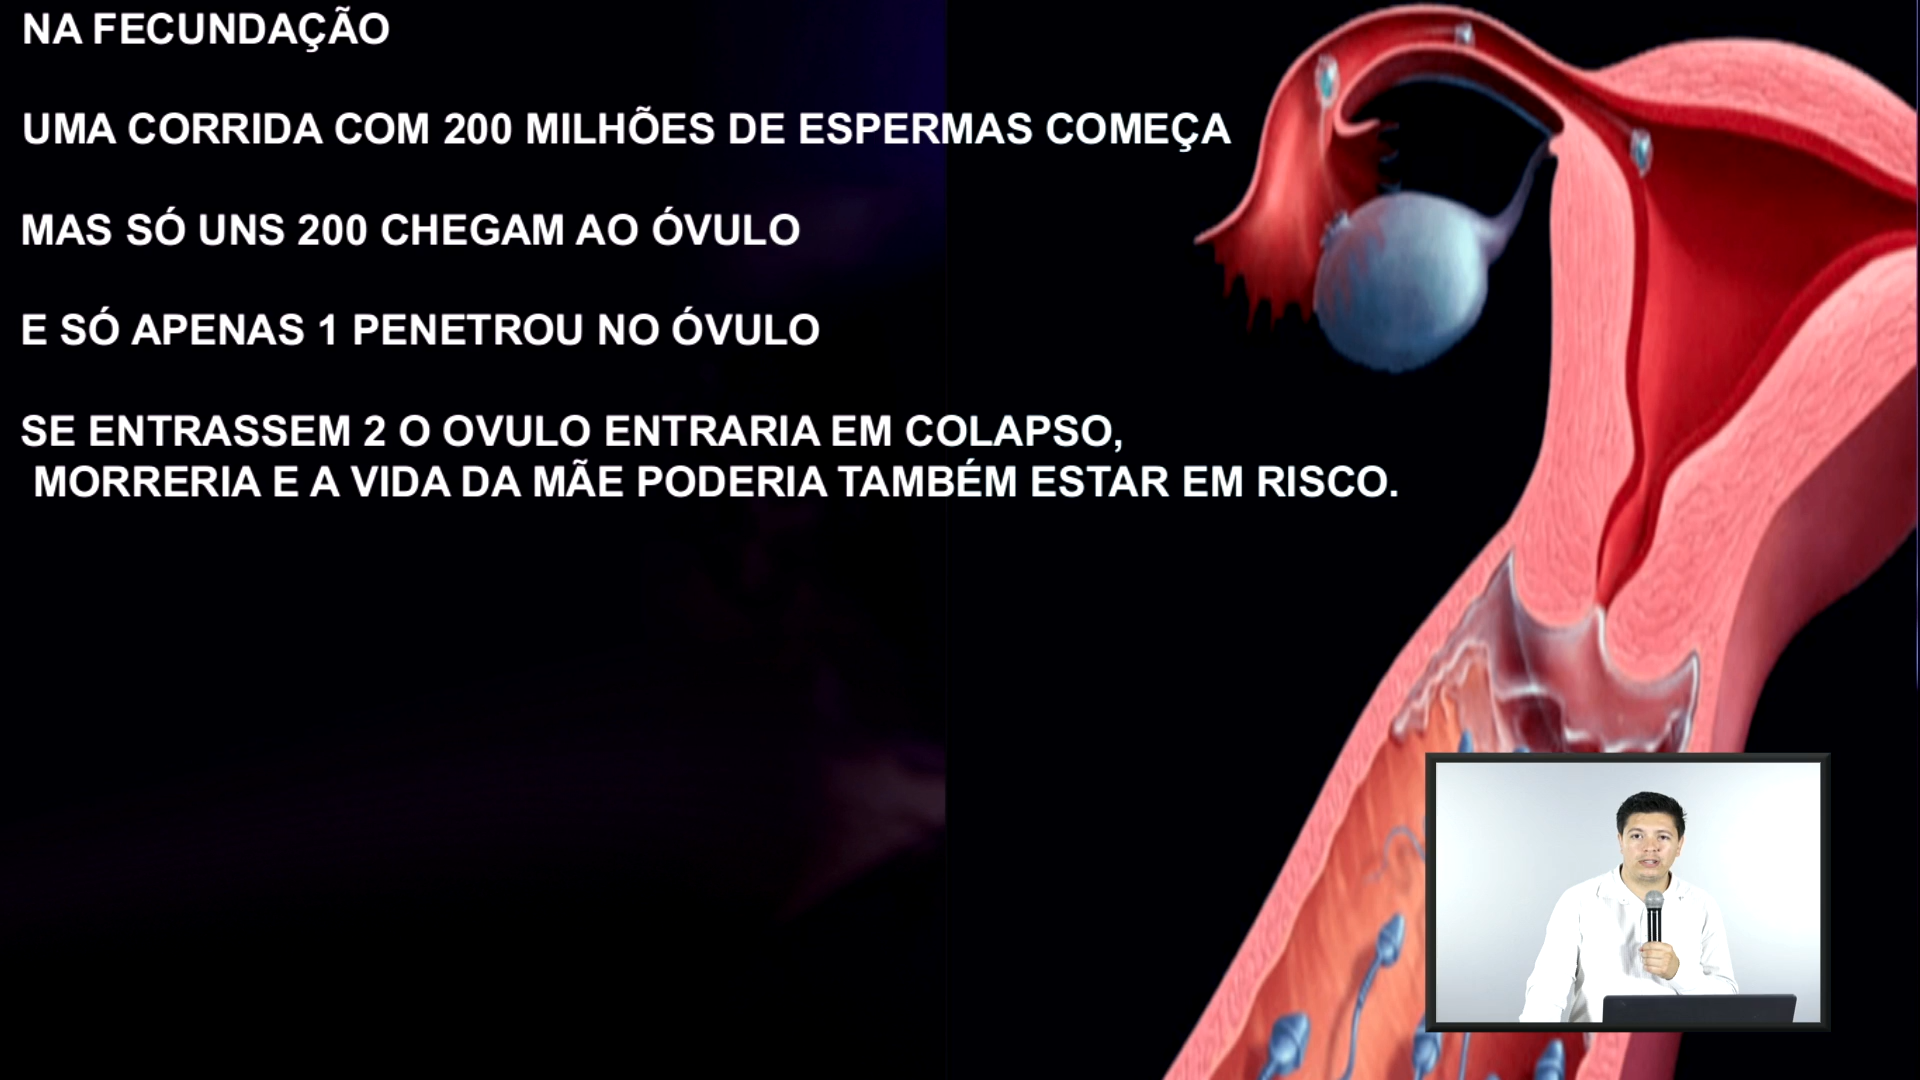 NA FECUNDAÇÃO
UMA CORRIDA COM 200 MILHÕES DE ESPERMAS COMEÇA
MAS SÓ UNS 200 CHEGAM AO ÓVULO
E SÓ APENAS 1 PENETROU NO ÓVULO
SE ENTRASSEM 2 O OVULO ENTRARIA EM COLAPSO,
MORRERIA E A VIDA DA MÃE PODERIA TAMBÉM ESTAR EM RISCO.